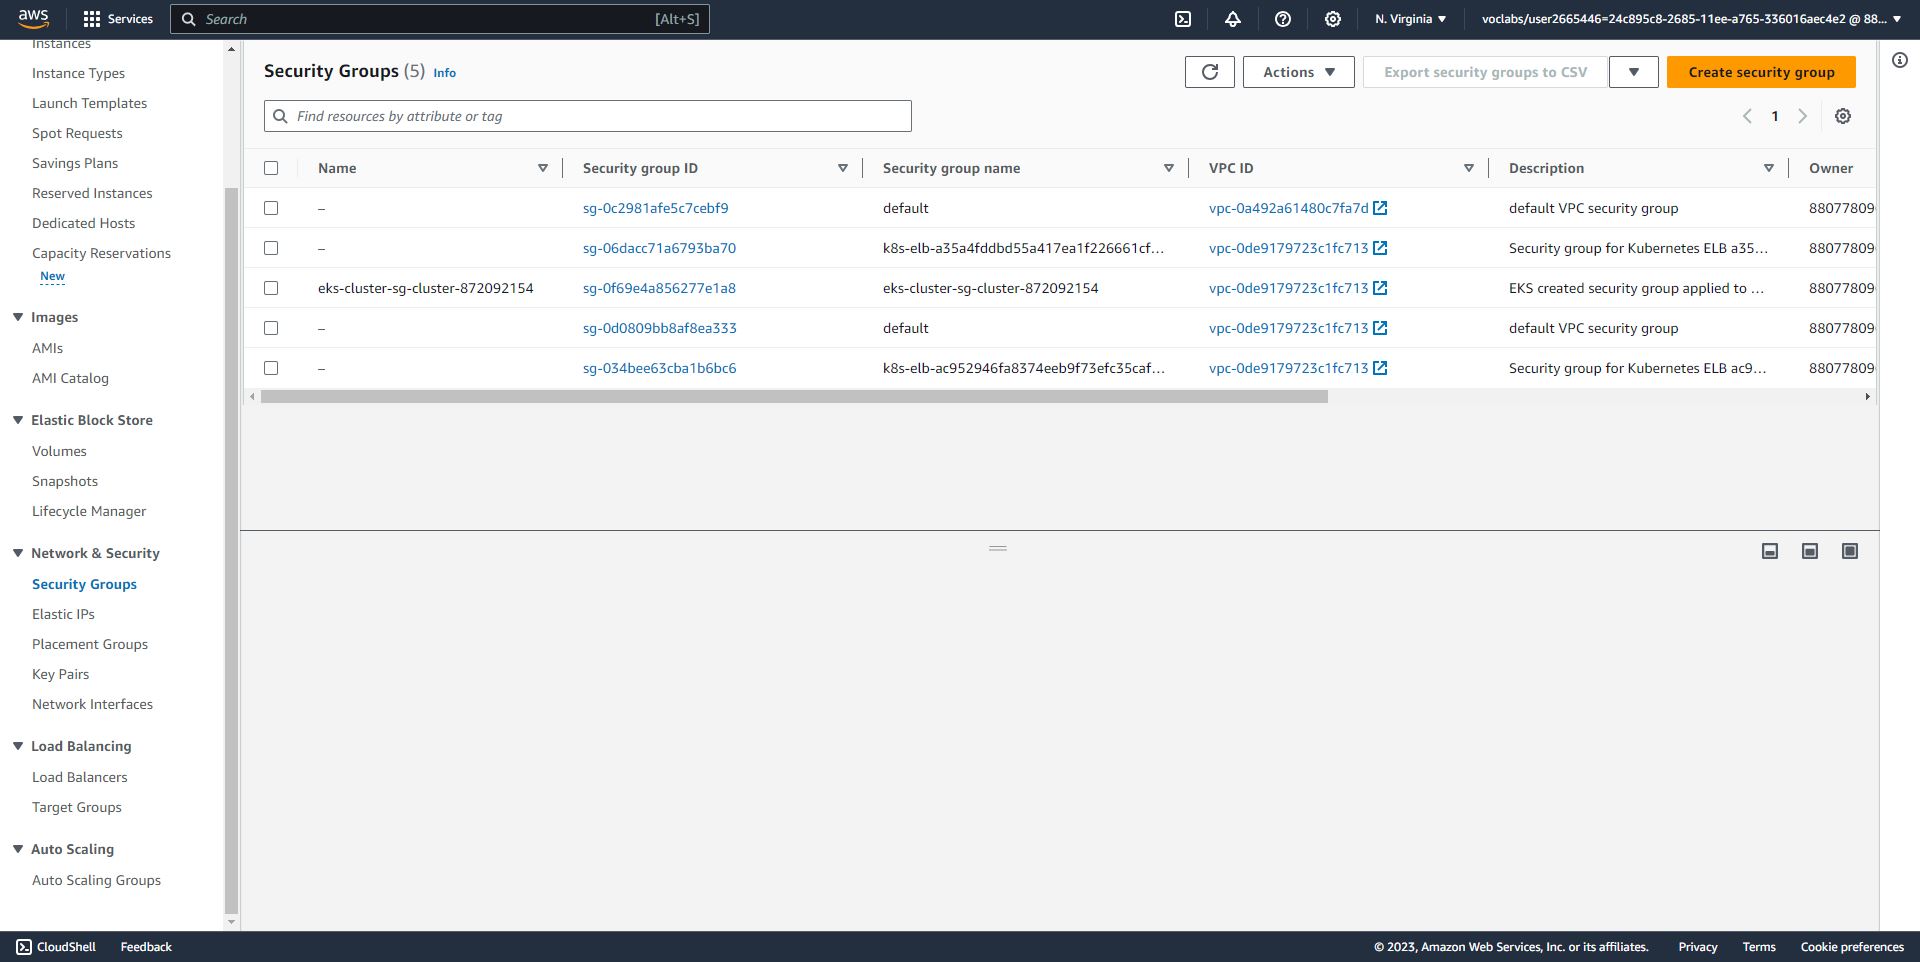 aws Services Search [Alt+S] N. Virginia voclabs/user2665446=24c895c8-2685-11ee-a765-336016aec4e2 @ 88...
Instances
Instance Types
Launch Templates
Spot Requests
Savings Plans
Reserved Instances
Dedicated Hosts
Capacity Reservations
New
Images
AMIs
AMI Catalog
Elastic Block Store
Volumes
Snapshots
Lifecycle Manager
Network & Security
Security Groups
Elastic IPs
Placement Groups
Key Pairs
Network Interfaces
Load Balancing
Load Balancers
Target Groups
Auto Scaling
Auto Scaling Groups
Security Groups (5) Info Actions Export security groups to CSV Create security group
Find resources by attribute or tag 1
Name Security group ID Security group name VPC ID Description Owner
– sg-0c2981afe5c7cebf9 default vpc-0a492a61480c7fa7d default VPC security group 88077809
– sg-06dacc71a6793ba70 k8s-elb-a35a4fddbd55a417ea1f226661cf... vpc-0de9179723c1fc713 Security group for Kubernetes ELB a35... 88077809
eks-cluster-sg-cluster-872092154 sg-0f69e4a856277e1a8 eks-cluster-sg-cluster-872092154 vpc-0de9179723c1fc713 EKS created security group applied to ... 88077809
– sg-0d0809bb8af8ea333 default vpc-0de9179723c1fc713 default VPC security group 88077809
– sg-034bee63cba1b6bc6 k8s-elb-ac952946fa8374eeb9f73efc35caf... vpc-0de9179723c1fc713 Security group for Kubernetes ELB ac9... 88077809
CloudShell Feedback © 2023, Amazon Web Services, Inc. or its affiliates. Privacy Terms Cookie preferences